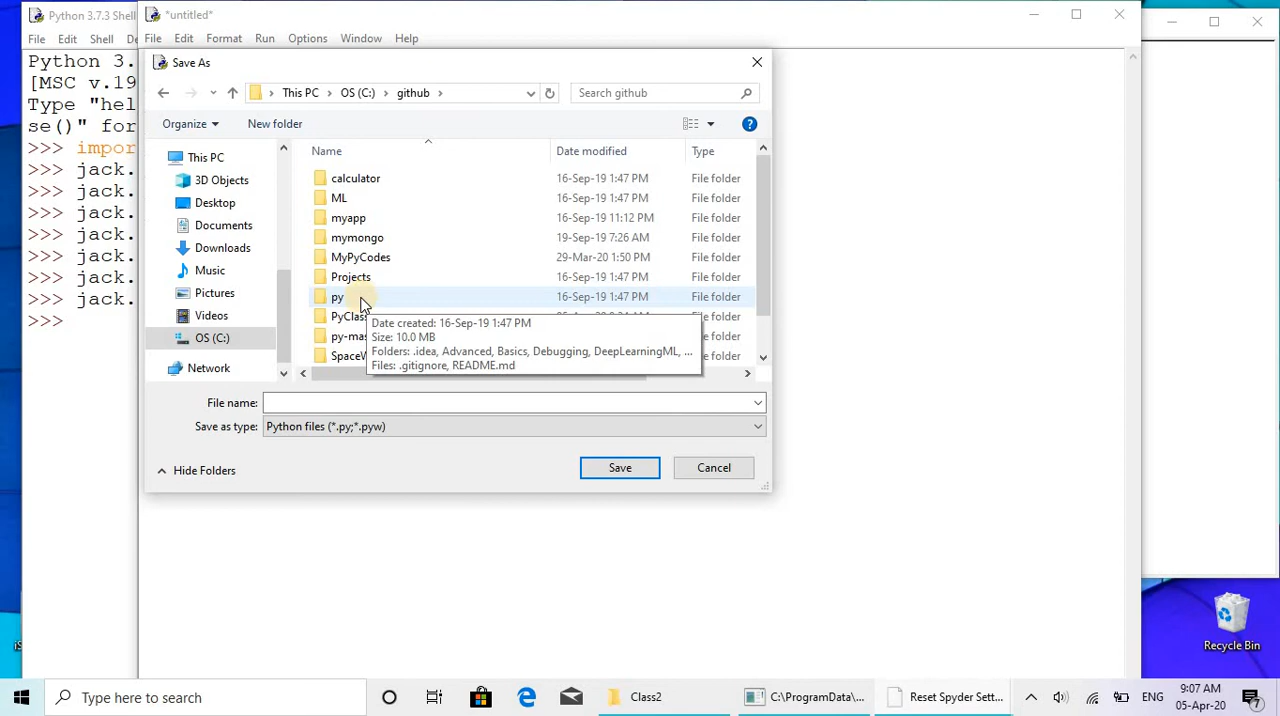 Python 3.7.3 Shell
*untitled*
File Edit Shell De
File Edit Format Run Options Window Help
Python 3.
[MSC v.19
Type "hel
se()" for
>>> impor
>>> jack.
>>> jack.
>>> jack.
>>> jack.
>>> jack.
>>> jack.
>>> jack.
>>>
Save As
This PC > OS (C:) > github >
Search github
Organize
New folder
This PC
3D Objects
Desktop
Documents
Downloads
Music
Pictures
Videos
OS (C:)
Network
Name Date modified Type
calculator 16-Sep-19 1:47 PM File folder
ML 16-Sep-19 1:47 PM File folder
myapp 16-Sep-19 11:12 PM File folder
mymongo 19-Sep-19 7:26 AM File folder
MyPyCodes 29-Mar-20 1:50 PM File folder
Projects 16-Sep-19 1:47 PM File folder
py 16-Sep-19 1:47 PM File folder
PyClas
py-mas
SpaceW
Date created: 16-Sep-19 1:47 PM
Size: 10.0 MB
Folders: .idea, Advanced, Basics, Debugging, DeepLearningML, ...
Files: .gitignore, README.md
File name:
Save as type: Python files (*.py;*.pyw)
Hide Folders
Save
Cancel
Recycle Bin
Type here to search
Class2
C:\ProgramData\...
Reset Spyder Sett...
ENG
9:07 AM
05-Apr-20
7